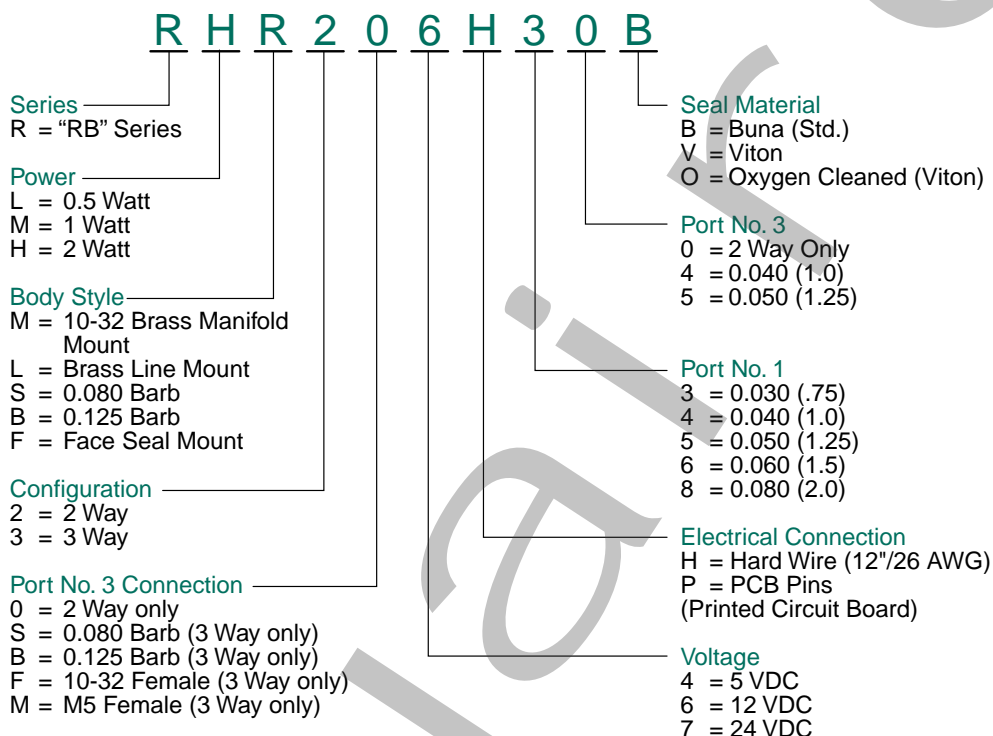 R H R 2 0 6 H 3 0 B
Series
R = “RB” Series
Power
L = 0.5 Watt
M = 1 Watt
H = 2 Watt
Body Style
M = 10-32 Brass Manifold
Mount
L = Brass Line Mount
S = 0.080 Barb
B = 0.125 Barb
F = Face Seal Mount
Configuration
2 = 2 Way
3 = 3 Way
Port No. 3 Connection
0 = 2 Way only
S = 0.080 Barb (3 Way only)
B = 0.125 Barb (3 Way only)
F = 10-32 Female (3 Way only)
M = M5 Female (3 Way only)
Seal Material
B = Buna (Std.)
V = Viton
O = Oxygen Cleaned (Viton)
Port No. 3
0 = 2 Way Only
4 = 0.040 (1.0)
5 = 0.050 (1.25)
Port No. 1
3 = 0.030 (.75)
4 = 0.040 (1.0)
5 = 0.050 (1.25)
6 = 0.060 (1.5)
8 = 0.080 (2.0)
Electrical Connection
H = Hard Wire (12"/26 AWG)
P = PCB Pins
(Printed Circuit Board)
Voltage
4 = 5 VDC
6 = 12 VDC
7 = 24 VDC